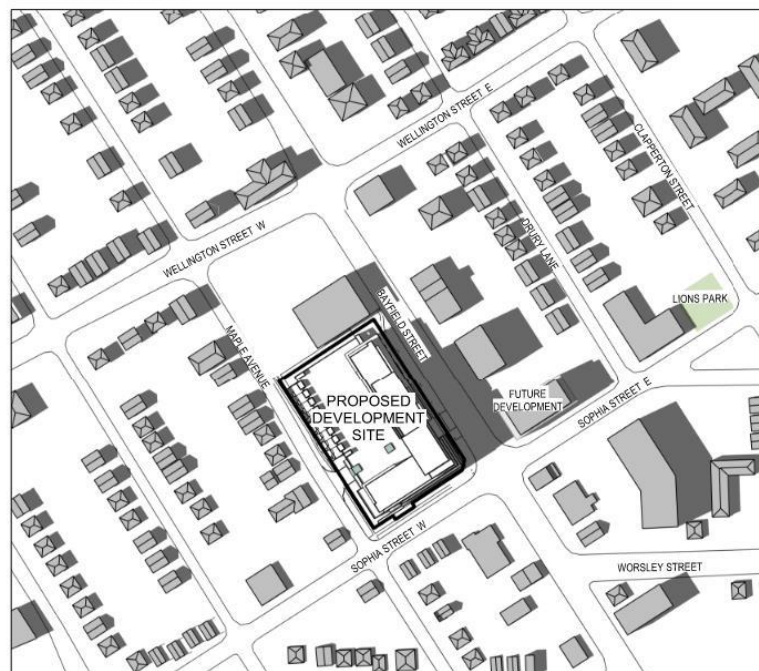 WELLINGTON STREET E
CLAPPERTON STREET
WELLINGTON STREET W
DRURY LANE
LIONS PARK
BAYFIELD STREET
MAPLE AVENUE
PROPOSED
DEVELOPMENT
SITE
FUTURE
DEVELOPMENT
SOPHIA STREET E
SOPHIA STREET W
WORSLEY STREET